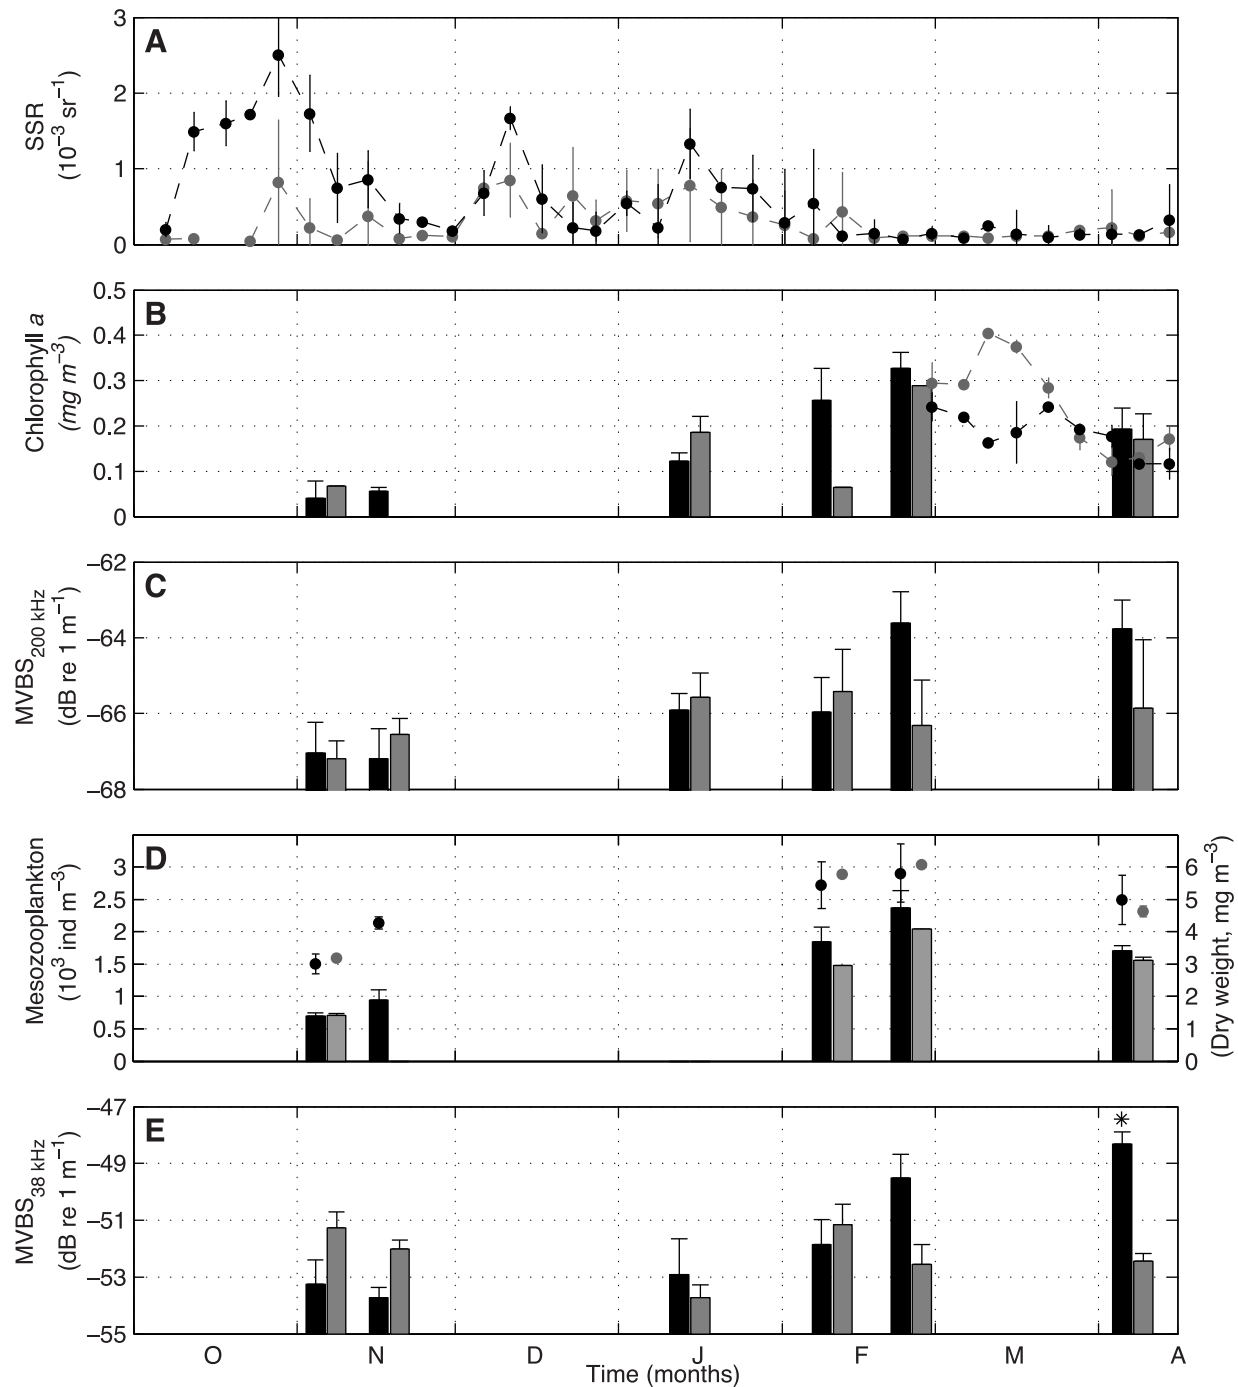 A
SSR
(10⁻³ sr⁻¹)
3
2
1
0
B
Chlorophyll a
(mg m⁻³)
0.5
0.4
0.3
0.2
0.1
0
C
MVBS200 kHz
(dB re 1 m⁻¹)
−62
−64
−66
−68
D
Mesozooplankton
(10³ ind m⁻³)
3
2.5
2
1.5
1
0.5
0
6
5
4
3
2
1
0
(Dry weight, mg m⁻³)
E
MVBS38 kHz
(dB re 1 m⁻¹)
−47
−49
−51
−53
−55
*
O N D J F M A
Time (months)